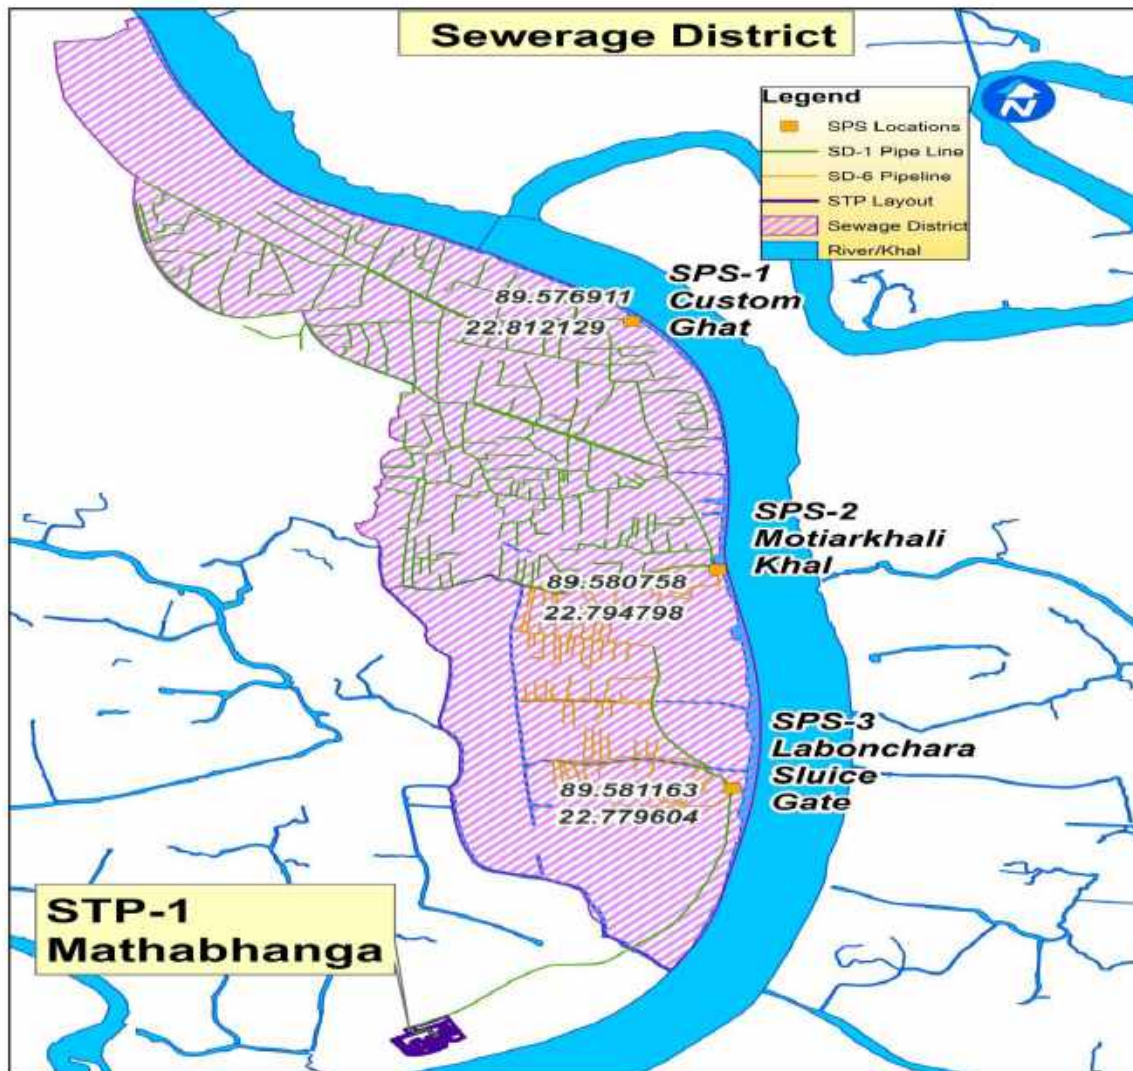 Sewerage District
Legend
SPS Locations
SD-1 Pipe Line
SD-6 Pipeline
STP Layout
Sewage District
River/Khal
N
SPS-1
Custom
Ghat
89.576911
22.812129
SPS-2
Motiarkhali
Khal
89.580758
22.794798
SPS-3
Labonchara
Sluice
Gate
89.581163
22.779604
STP-1
Mathabhanga